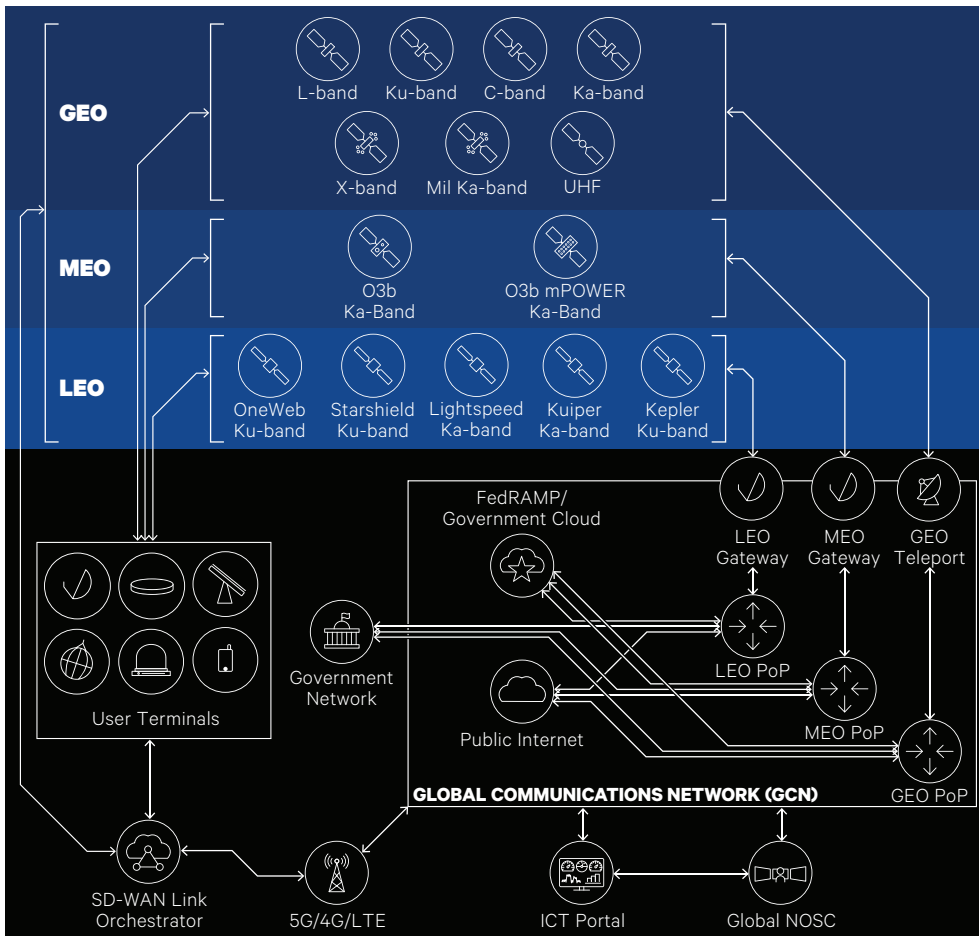 GEO
L-band
Ku-band
C-band
Ka-band
X-band
Mil Ka-band
UHF
MEO
O3b
Ka-Band
O3b mPOWER
Ka-Band
LEO
OneWeb
Ku-band
Starshield
Ku-band
Lightspeed
Ka-band
Kuiper
Ka-band
Kepler
Ku-band
FedRAMP/
Government Cloud
LEO
Gateway
MEO
Gateway
GEO
Teleport
User Terminals
Government
Network
Public Internet
LEO PoP
MEO PoP
GEO PoP
GLOBAL COMMUNICATIONS NETWORK (GCN)
SD-WAN Link
Orchestrator
5G/4G/LTE
ICT Portal
Global NOSC